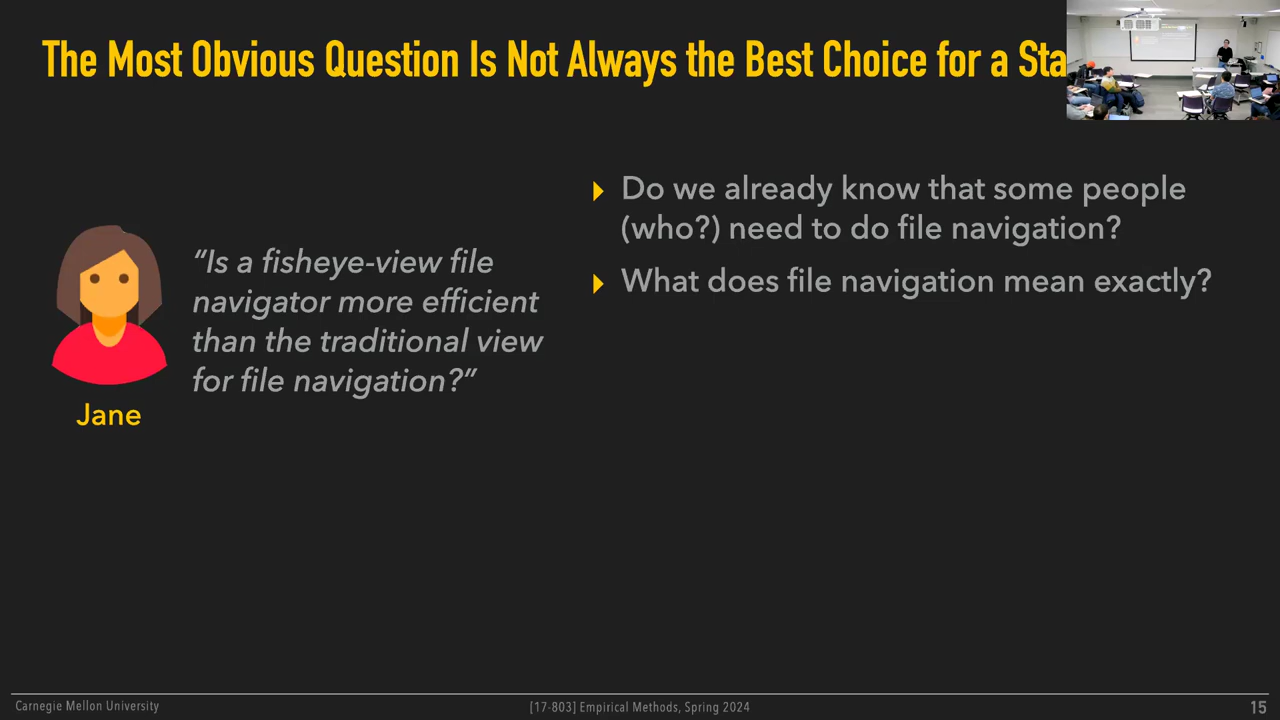 The Most Obvious Question Is Not Always the Best Choice for a Sta
▸ Do we already know that some people
(who?) need to do file navigation?
▸ What does file navigation mean exactly?
“Is a fisheye-view file
navigator more efficient
than the traditional view
for file navigation?”
Jane
Carnegie Mellon University
[17-803] Empirical Methods, Spring 2024
15